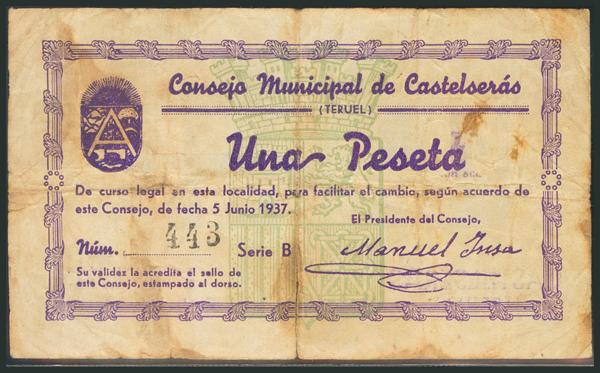 Consejo Municipal de Castelserás
(TERUEL)
Una Peseta
De curso legal en esta localidad, para facilitar el cambio, según acuerdo de
este Consejo, de fecha 5 Junio 1937.
El Presidente del Consejo,
Núm. 443 Serie B
Manuel Insa
Su validez la acredita el sello de
este Consejo, estampado al dorso.